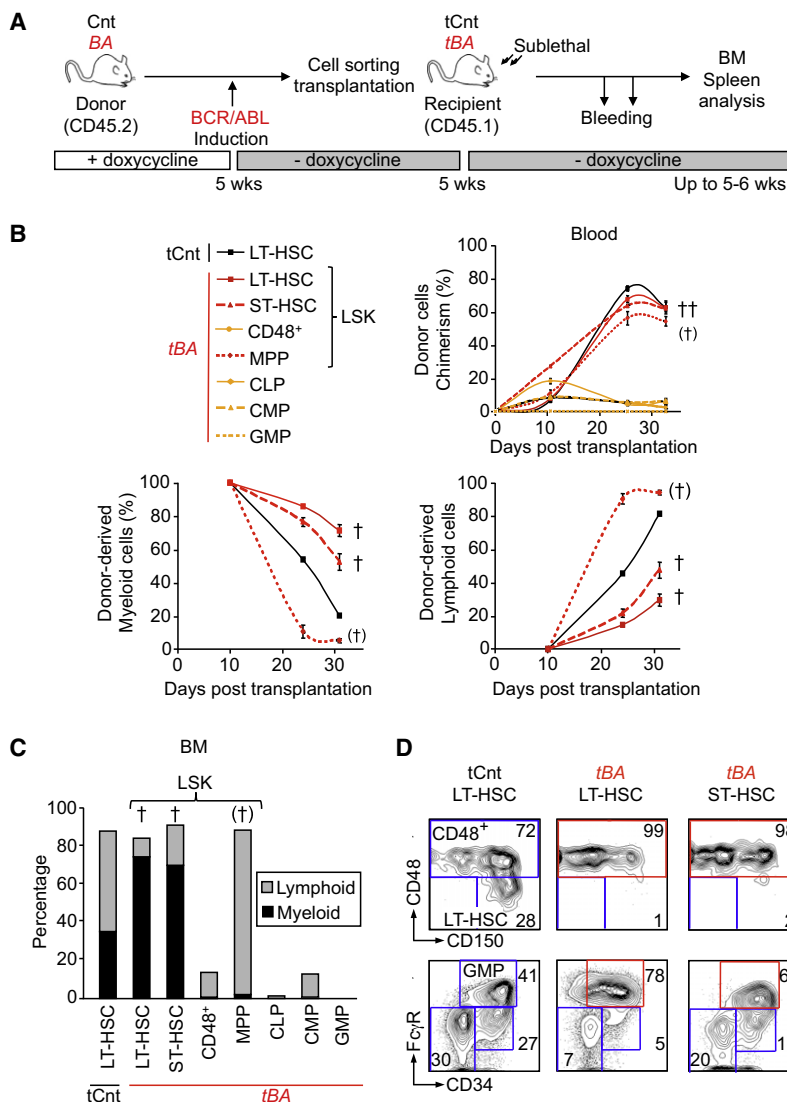 A
Cnt
BA
Donor
(CD45.2)
BCR/ABL
Induction
Cell sorting
transplantation
tCnt
tBA
Sublethal
Recipient
(CD45.1)
Bleeding
BM
Spleen
analysis
+ doxycycline
- doxycycline
- doxycycline
5 wks
5 wks
Up to 5-6 wks
B
tCnt
LT-HSC
tBA
LT-HSC
ST-HSC
CD48+
MPP
LSK
CLP
CMP
GMP
Blood
Donor cells
Chimerism (%)
100
80
60
40
20
0
0 10 20 30
Days post transplantation
††
(†)
Donor-derived
Myeloid cells (%)
100
80
60
40
20
0
0 10 20 30
Days post transplantation
†
†
(†)
Donor-derived
Lymphoid cells
100
80
60
40
20
0
0 10 20 30
Days post transplantation
(†)
†
†
C
BM
LSK
† † (†)
Percentage
100
80
60
40
20
0
Lymphoid
Myeloid
LT-HSC
LT-HSC
ST-HSC
CD48+
MPP
CLP
CMP
GMP
tCnt
tBA
D
tCnt
LT-HSC
tBA
LT-HSC
tBA
ST-HSC
CD48+
72
LT-HSC
28
99
1
98
2
CD48
CD150
GMP
41
30
27
78
7
5
6
20
1
FcγR
CD34